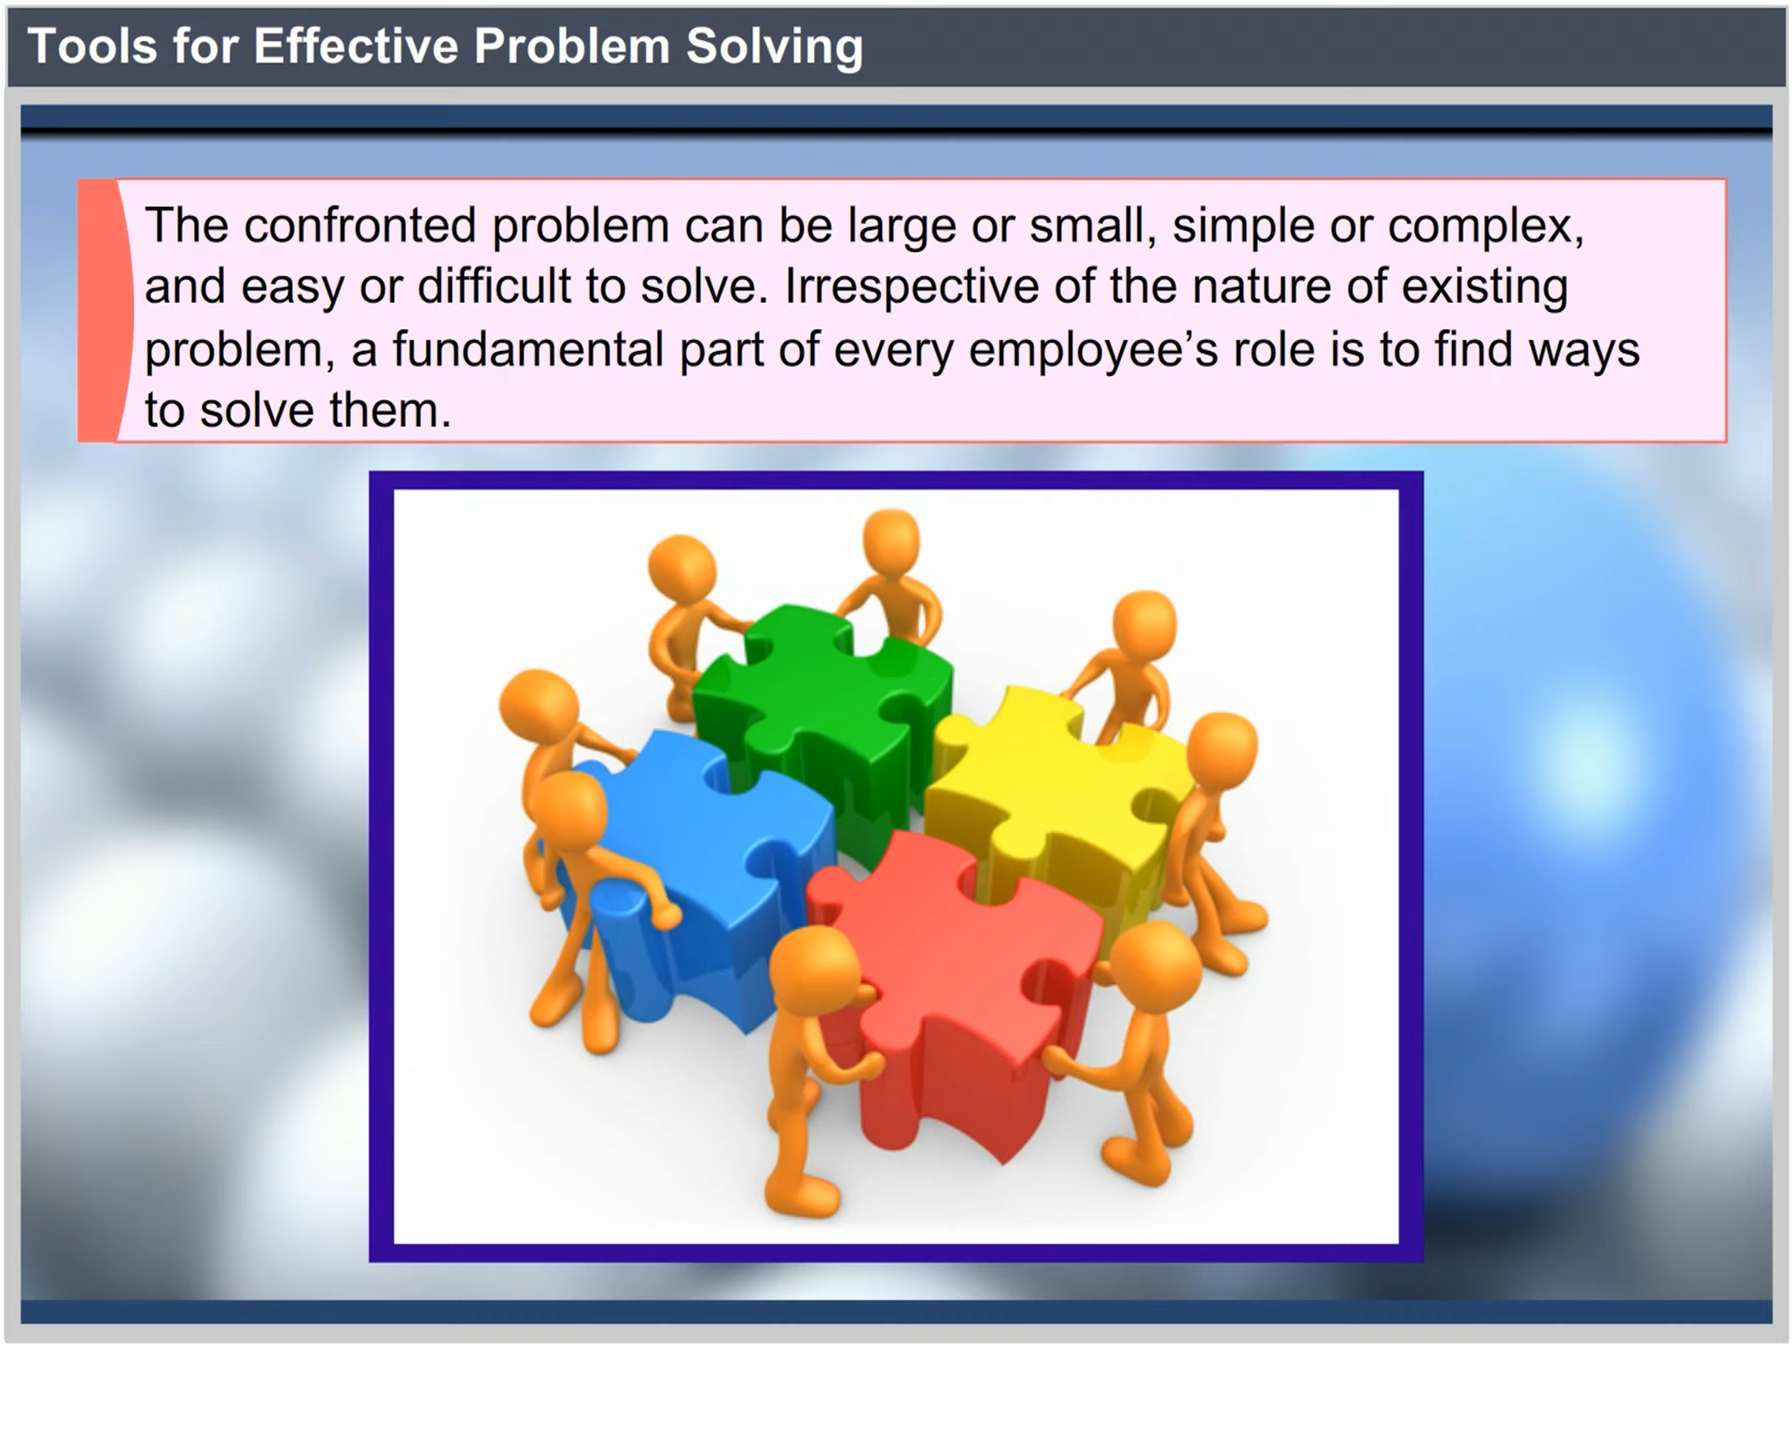 Tools for Effective Problem Solving
The confronted problem can be large or small, simple or complex,
and easy or difficult to solve. Irrespective of the nature of existing
problem, a fundamental part of every employee’s role is to find ways
to solve them.